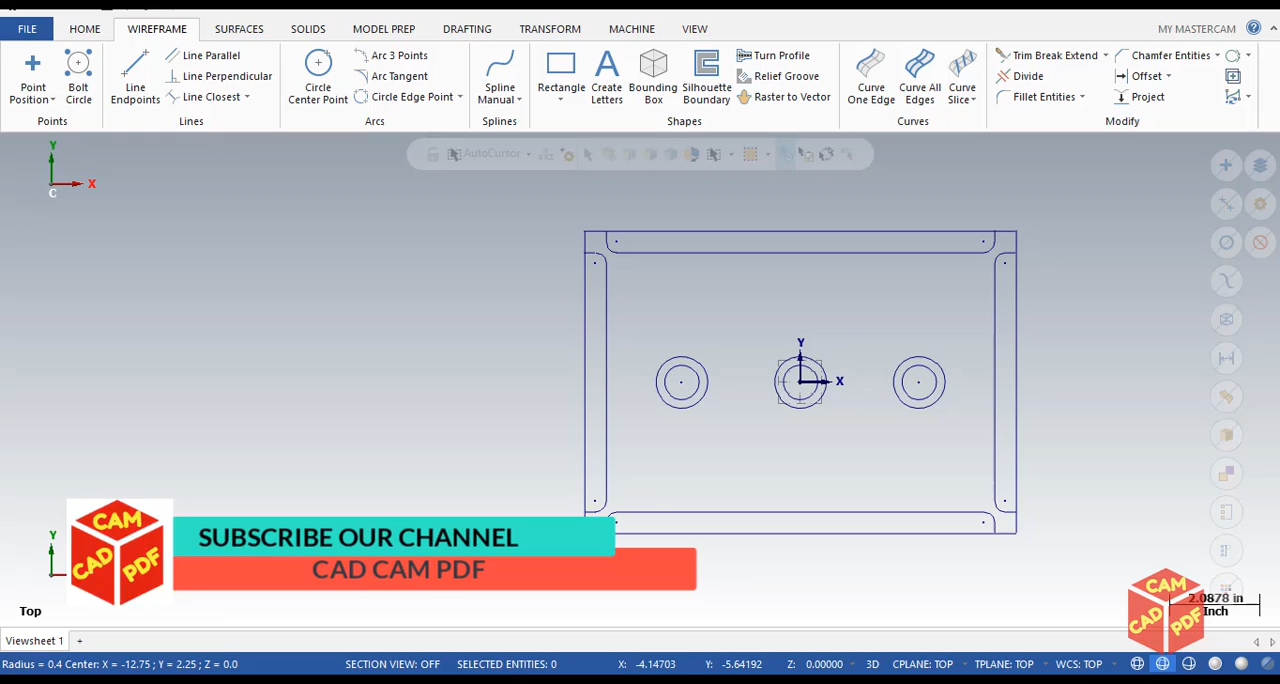 FILE HOME WIREFRAME SURFACES SOLIDS MODEL PREP DRAFTING TRANSFORM MACHINE VIEW MY MASTERCAM
Point Position
Bolt Circle
Points
Line Endpoints
Line Parallel
Line Perpendicular
Line Closest
Lines
Circle Center Point
Arc 3 Points
Arc Tangent
Circle Edge Point
Arcs
Spline Manual
Splines
Rectangle
Create Letters
Bounding Box
Silhouette Boundary
Turn Profile
Relief Groove
Raster to Vector
Shapes
Curve One Edge
Curve All Edges
Curve Slice
Curves
Trim Break Extend
Divide
Fillet Entities
Chamfer Entities
Offset
Project
Modify
AutoCursor
Y
X
C
Y
X
SUBSCRIBE OUR CHANNEL
CAD CAM PDF
CAM
CAD
PDF
Y
Top
CAM
CAD
PDF
2.0878 in
Inch
Viewsheet 1 +
Radius = 0.4 Center: X = -12.75 ; Y = 2.25 ; Z = 0.0 SECTION VIEW: OFF SELECTED ENTITIES: 0 X: -4.14703 Y: -5.64192 Z: 0.00000 3D CPLANE: TOP TPLANE: TOP WCS: TOP